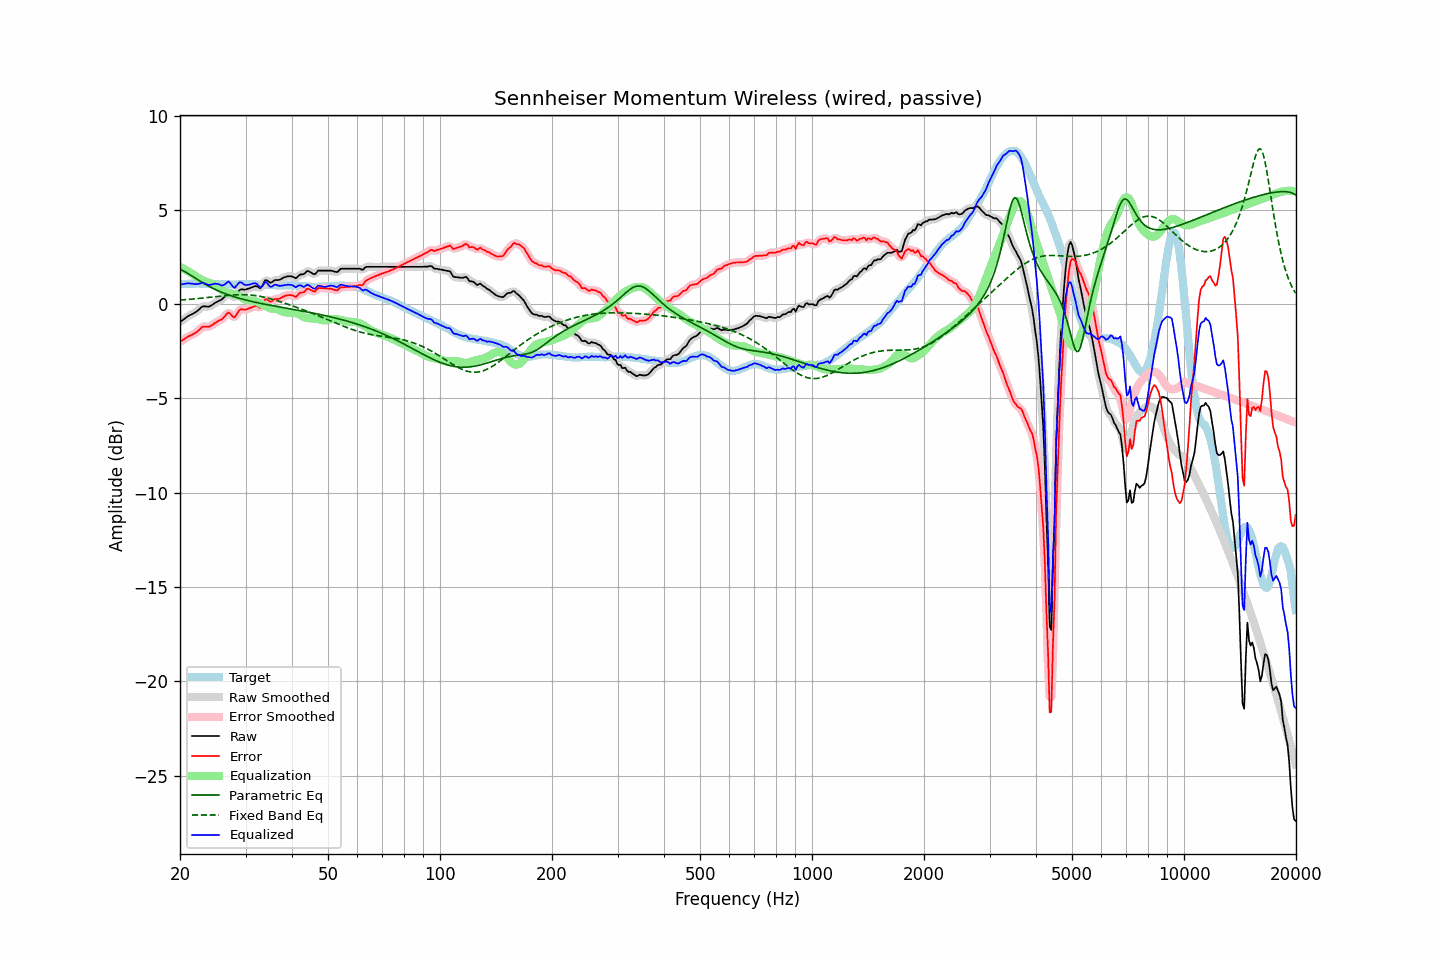 Sennheiser Momentum Wireless (wired, passive)
10
5
0
−5
−10
−15
−20
−25
Amplitude (dBr)
Target
Raw Smoothed
Error Smoothed
Raw
Error
Equalization
Parametric Eq
Fixed Band Eq
Equalized
20 50 100 200 500 1000 2000 5000 10000 20000
Frequency (Hz)